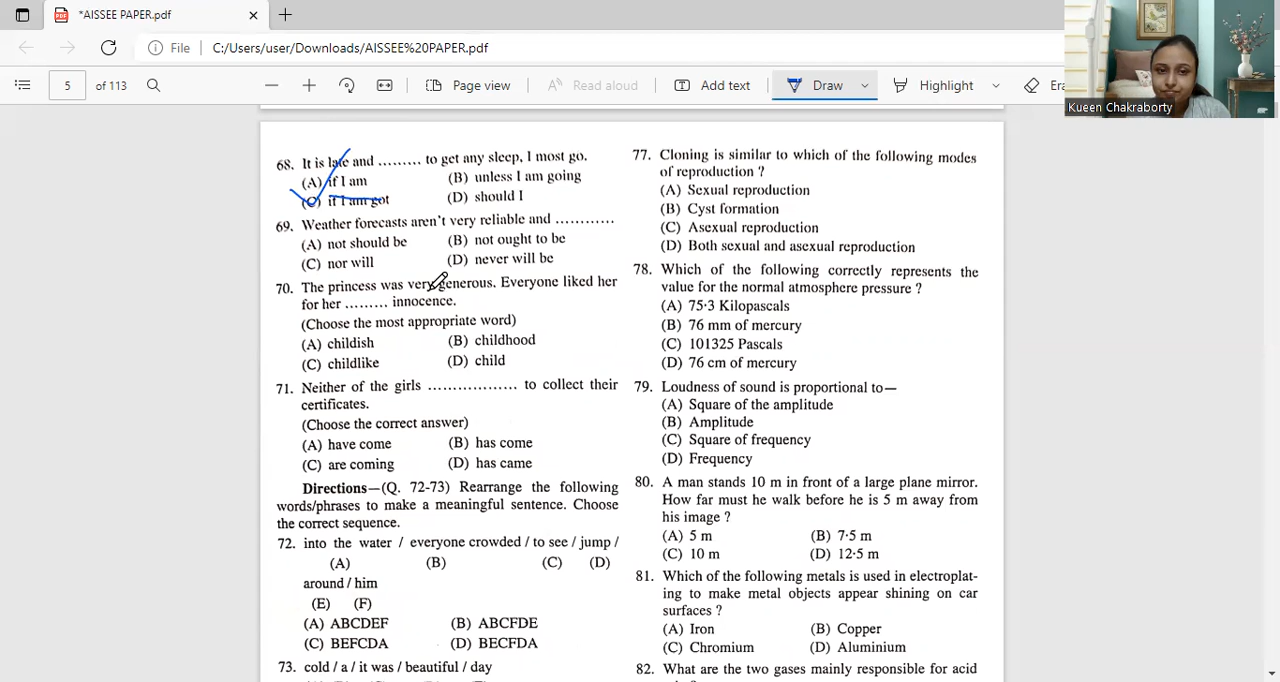 *AISSEE PAPER.pdf
File C:/Users/user/Downloads/AISSEE%20PAPER.pdf
5 of 113 Page view Read aloud Add text Draw Highlight
Kueen Chakraborty
68. It is late and ......... to get any sleep, I most go.
(A) if I am (B) unless I am going
(C) if I am got (D) should I
69. Weather forecasts aren't very reliable and ............
(A) not should be (B) not ought to be
(C) nor will (D) never will be
70. The princess was very generous. Everyone liked her
for her ......... innocence.
(Choose the most appropriate word)
(A) childish (B) childhood
(C) childlike (D) child
71. Neither of the girls .................. to collect their
certificates.
(Choose the correct answer)
(A) have come (B) has come
(C) are coming (D) has came
Directions—(Q. 72-73) Rearrange the following
words/phrases to make a meaningful sentence. Choose
the correct sequence.
72. into the water / everyone crowded / to see / jump /
(A) (B) (C) (D)
around / him
(E) (F)
(A) ABCDEF (B) ABCFDE
(C) BEFCDA (D) BECFDA
73. cold / a / it was / beautiful / day
77. Cloning is similar to which of the following modes
of reproduction ?
(A) Sexual reproduction
(B) Cyst formation
(C) Asexual reproduction
(D) Both sexual and asexual reproduction
78. Which of the following correctly represents the
value for the normal atmosphere pressure ?
(A) 75·3 Kilopascals
(B) 76 mm of mercury
(C) 101325 Pascals
(D) 76 cm of mercury
79. Loudness of sound is proportional to—
(A) Square of the amplitude
(B) Amplitude
(C) Square of frequency
(D) Frequency
80. A man stands 10 m in front of a large plane mirror.
How far must he walk before he is 5 m away from
his image ?
(A) 5 m (B) 7·5 m
(C) 10 m (D) 12·5 m
81. Which of the following metals is used in electroplat-
ing to make metal objects appear shining on car
surfaces ?
(A) Iron (B) Copper
(C) Chromium (D) Aluminium
82. What are the two gases mainly responsible for acid